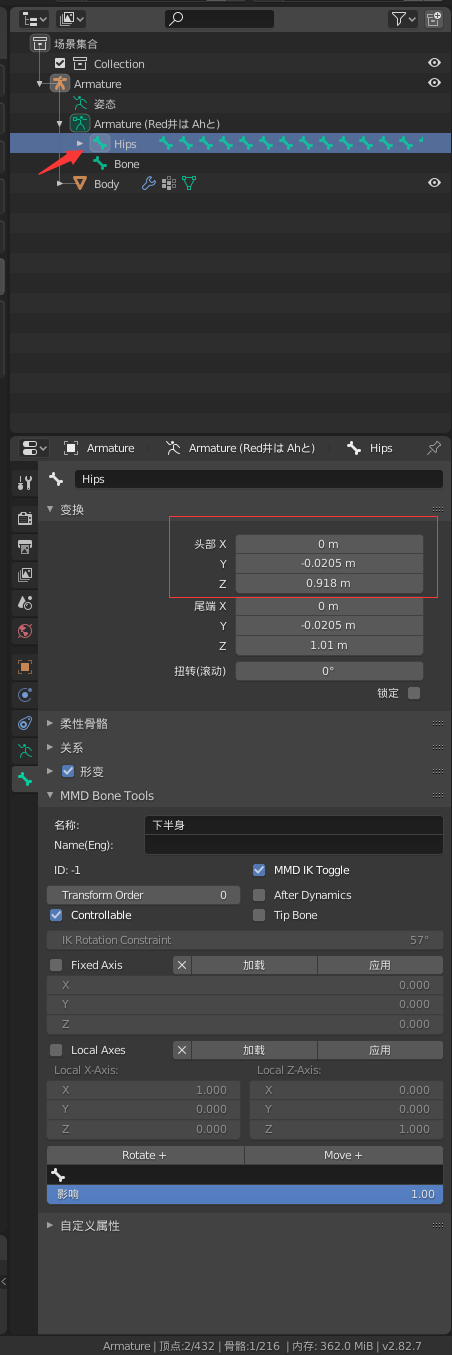 场景集合
Collection
Armature
姿态
Armature (Red井は Ahと)
Hips
Bone
Body
Armature Armature (Red井は Ahと) Hips
Hips
变换
头部 X 0 m
Y -0.0205 m
Z 0.918 m
尾端 X 0 m
Y -0.0205 m
Z 1.01 m
扭转(滚动) 0°
锁定
柔性骨骼
关系
形变
MMD Bone Tools
名称: 下半身
Name(Eng):
ID: -1 MMD IK Toggle
Transform Order 0 After Dynamics
Controllable Tip Bone
IK Rotation Constraint 57°
Fixed Axis 加载 应用
X 0.000
Y 0.000
Z 0.000
Local Axes 加载 应用
Local X-Axis: Local Z-Axis:
X 1.000 X 0.000
Y 0.000 Y 0.000
Z 0.000 Z 1.000
Rotate + Move +
影响 1.00
自定义属性
Armature | 顶点:2/432 | 骨骼:1/216 | 内存: 362.0 MiB | v2.82.7